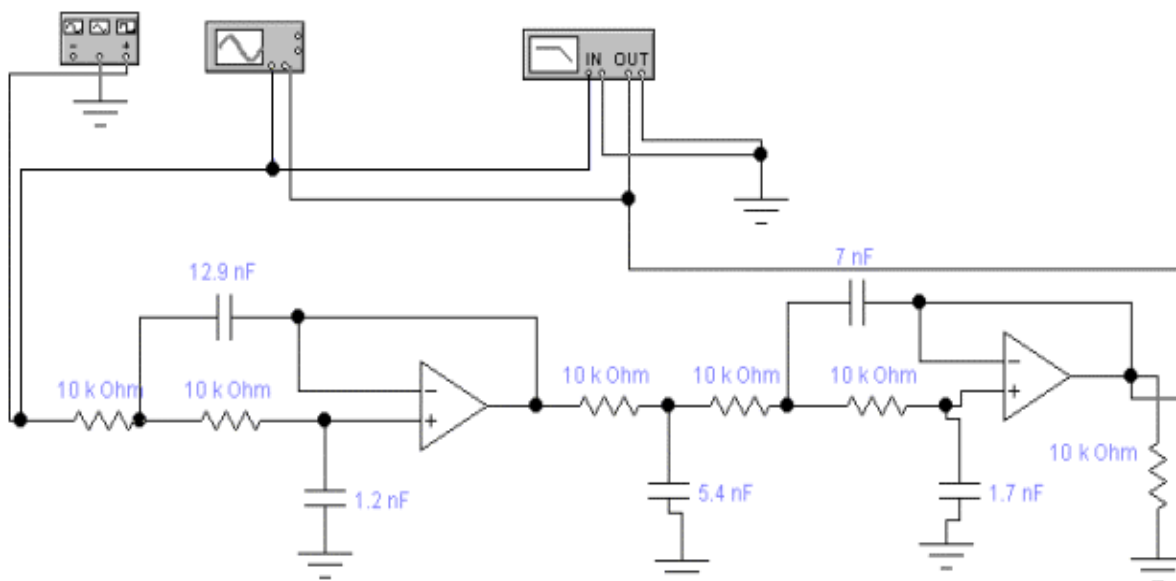 - +
IN OUT
12.9 nF
7 nF
10 k Ohm
10 k Ohm
-
+
10 k Ohm
10 k Ohm
10 k Ohm
-
+
10 k Ohm
1.2 nF
5.4 nF
1.7 nF